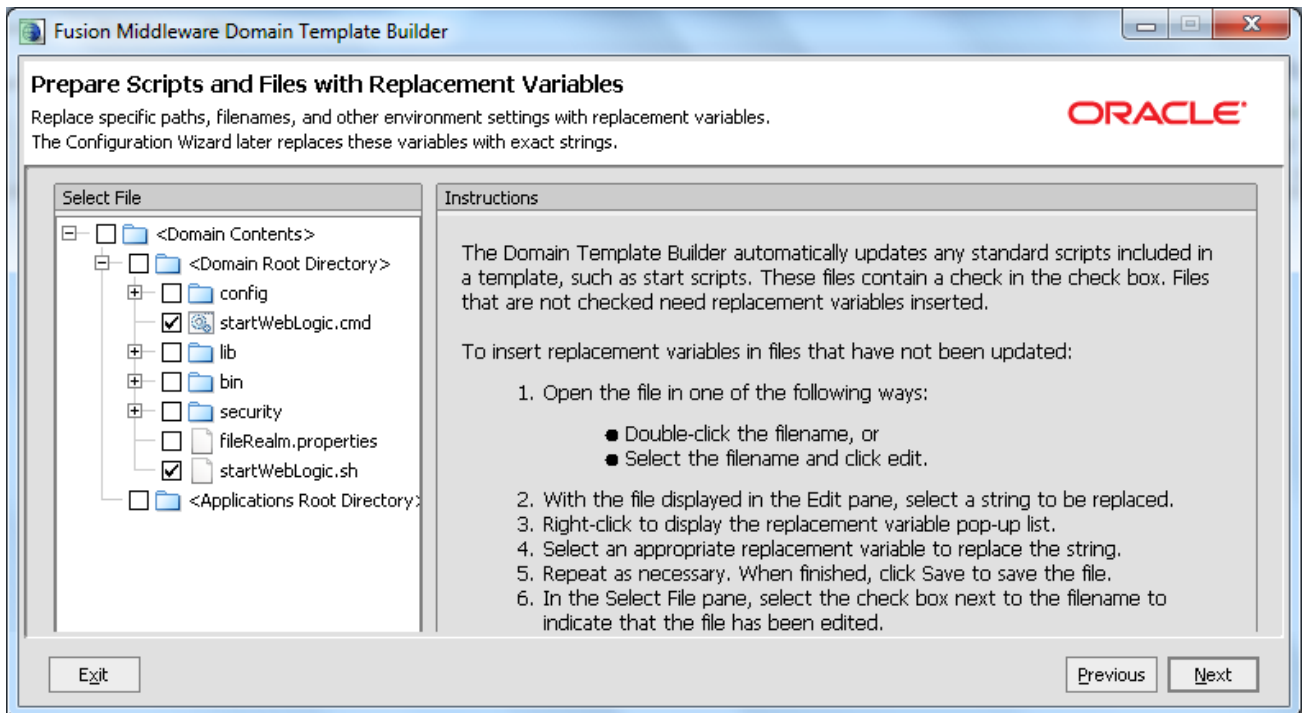 Fusion Middleware Domain Template Builder
Prepare Scripts and Files with Replacement Variables
Replace specific paths, filenames, and other environment settings with replacement variables.
The Configuration Wizard later replaces these variables with exact strings.
ORACLE
Select File
<Domain Contents>
<Domain Root Directory>
config
startWebLogic.cmd
lib
bin
security
fileRealm.properties
startWebLogic.sh
<Applications Root Directory>
Instructions
The Domain Template Builder automatically updates any standard scripts included in
a template, such as start scripts. These files contain a check in the check box. Files
that are not checked need replacement variables inserted.
To insert replacement variables in files that have not been updated:
1. Open the file in one of the following ways:
● Double-click the filename, or
● Select the filename and click edit.
2. With the file displayed in the Edit pane, select a string to be replaced.
3. Right-click to display the replacement variable pop-up list.
4. Select an appropriate replacement variable to replace the string.
5. Repeat as necessary. When finished, click Save to save the file.
6. In the Select File pane, select the check box next to the filename to
indicate that the file has been edited.
Exit
Previous
Next